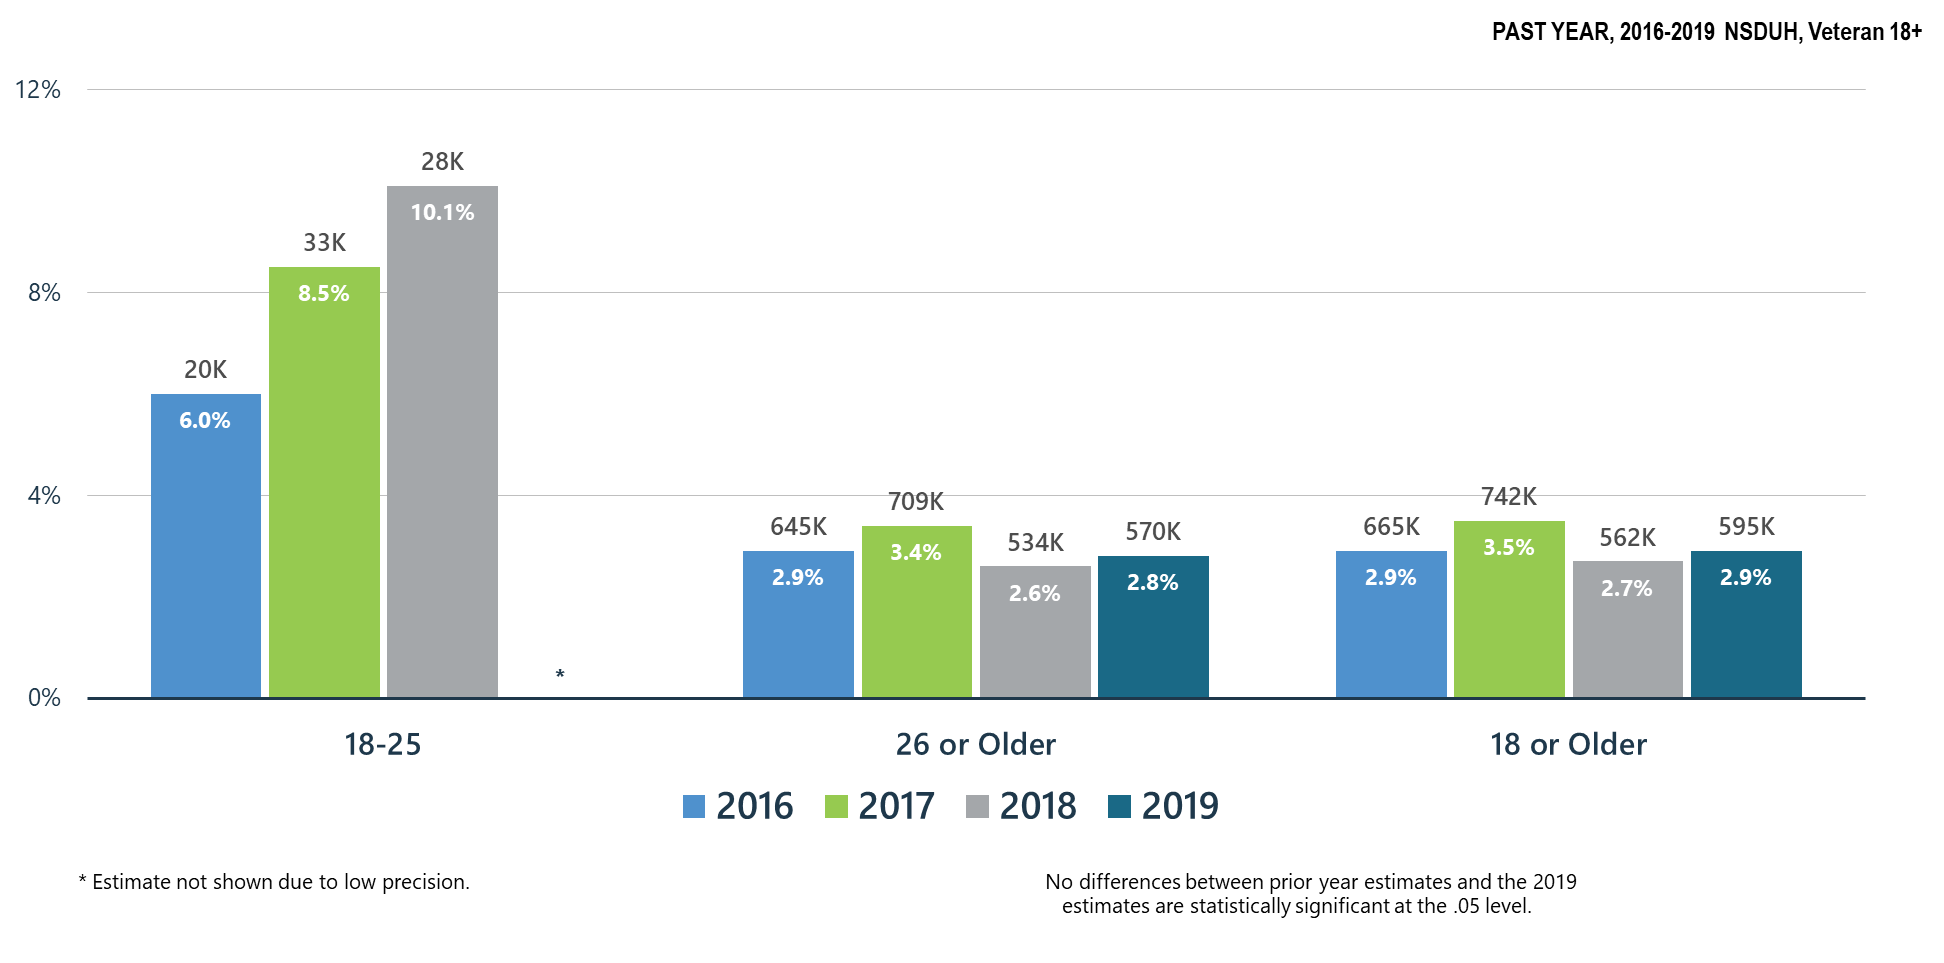 PAST YEAR, 2016-2019 NSDUH, Veteran 18+
12%
8%
4%
0%
20K
6.0%
33K
8.5%
28K
10.1%
*
645K
2.9%
709K
3.4%
534K
2.6%
570K
2.8%
665K
2.9%
742K
3.5%
562K
2.7%
595K
2.9%
18-25
26 or Older
18 or Older
2016 2017 2018 2019
* Estimate not shown due to low precision.
No differences between prior year estimates and the 2019
estimates are statistically significant at the .05 level.